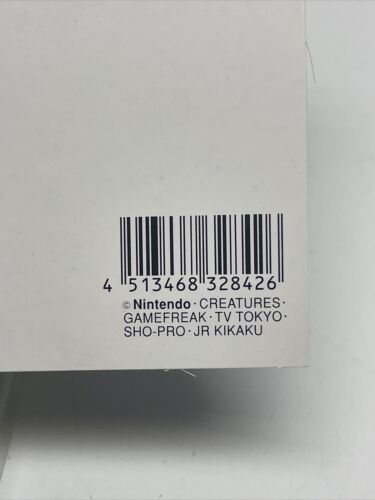 4 513468 328426
©Nintendo・CREATURES・
GAMEFREAK・TV TOKYO・
SHO-PRO・JR KIKAKU